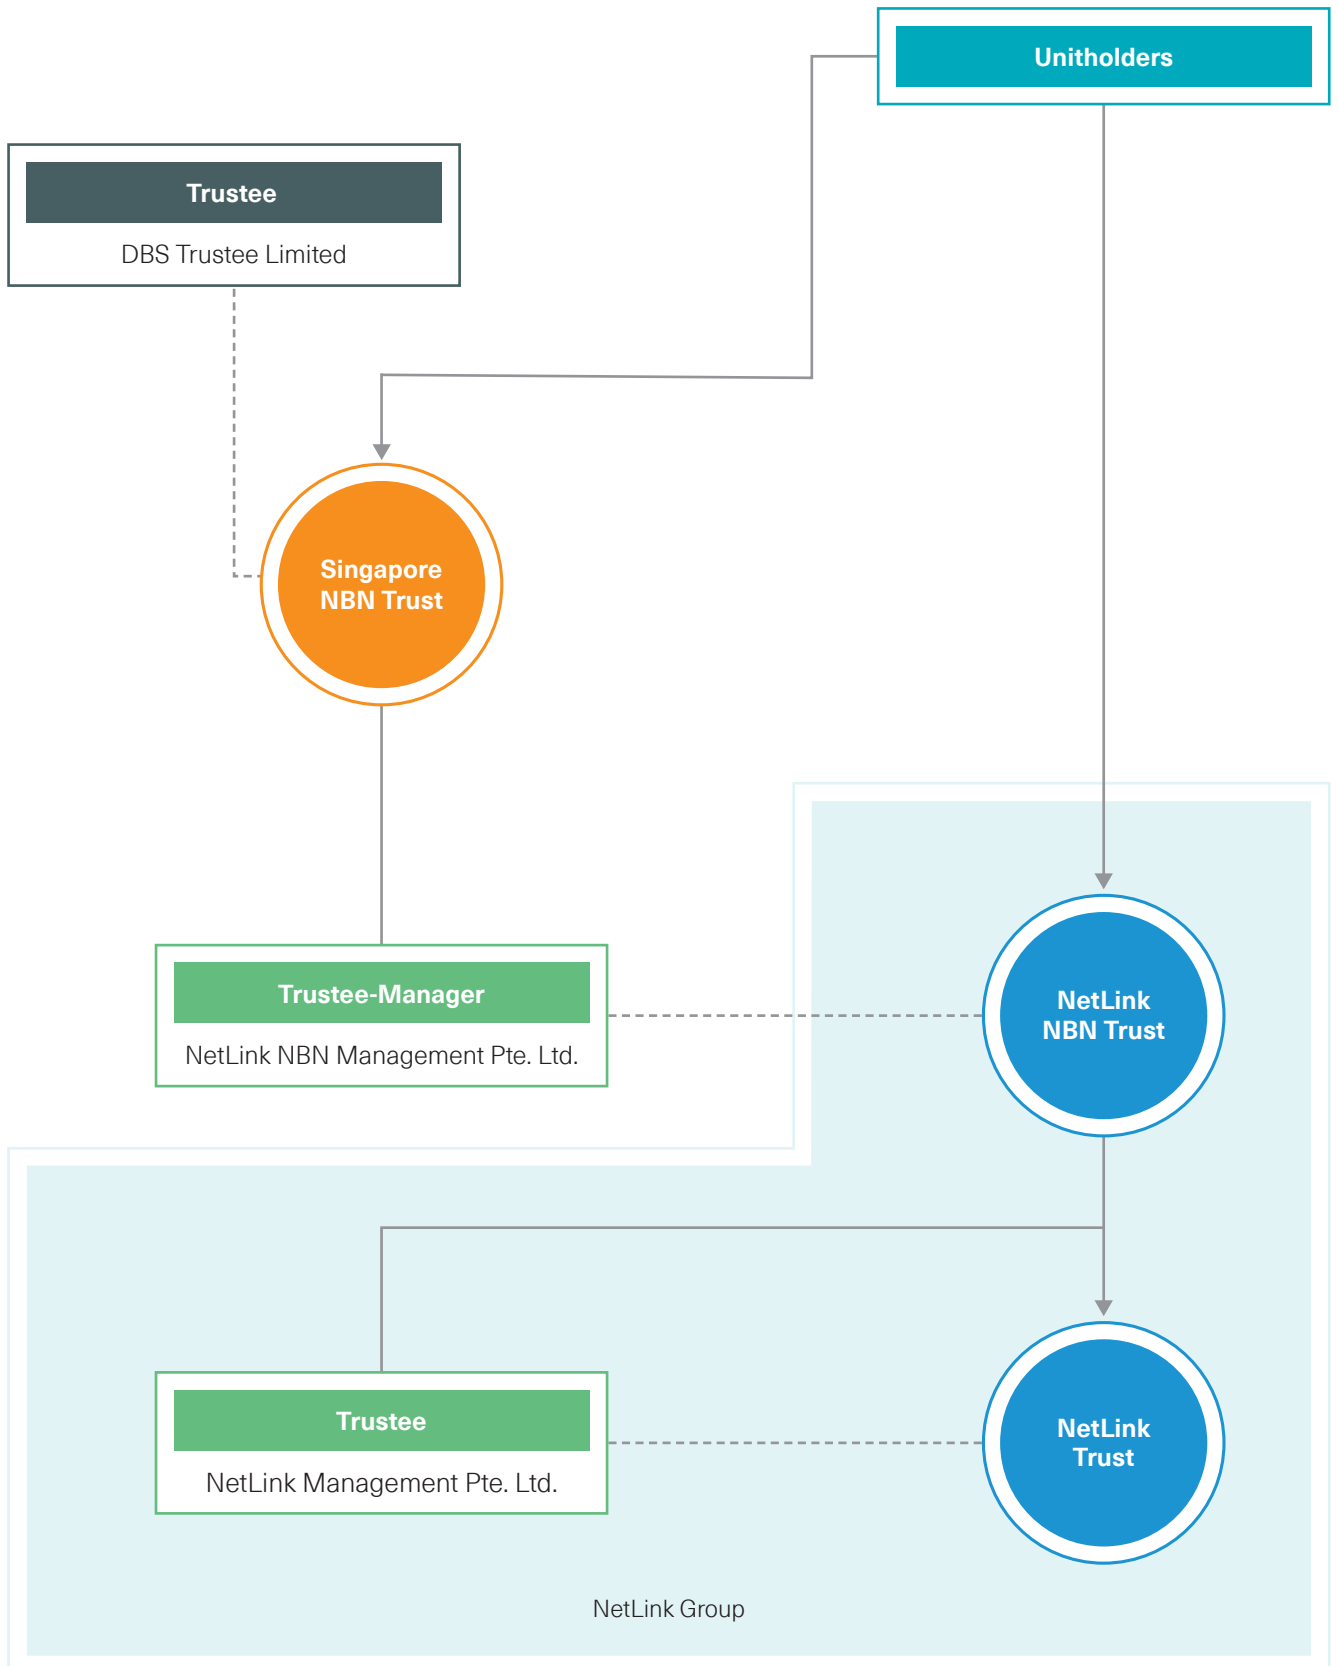 Unitholders
Trustee
DBS Trustee Limited
Singapore
NBN Trust
Trustee-Manager
NetLink NBN Management Pte. Ltd.
NetLink
NBN Trust
Trustee
NetLink Management Pte. Ltd.
NetLink
Trust
NetLink Group